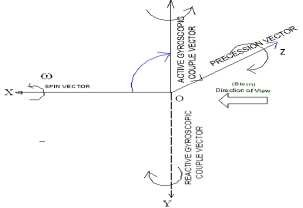 ACTIVE GYROSCOPIC
COUPLE VECTOR
PRECESSION VECTOR
Z
ω
SPIN VECTOR
X
O
Direction of View
REACTIVE GYROSCOPIC
COUPLE VECTOR
Y